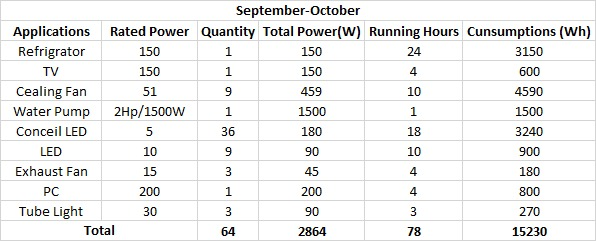 September-October
Applications Rated Power Quantity Total Power(W) Running Hours Cunsumptions (Wh)
Refrigrator 150 1 150 24 3150
TV 150 1 150 4 600
Cealing Fan 51 9 459 10 4590
Water Pump 2Hp/1500W 1 1500 1 1500
Conceil LED 5 36 180 18 3240
LED 10 9 90 10 900
Exhaust Fan 15 3 45 4 180
PC 200 1 200 4 800
Tube Light 30 3 90 3 270
Total 64 2864 78 15230